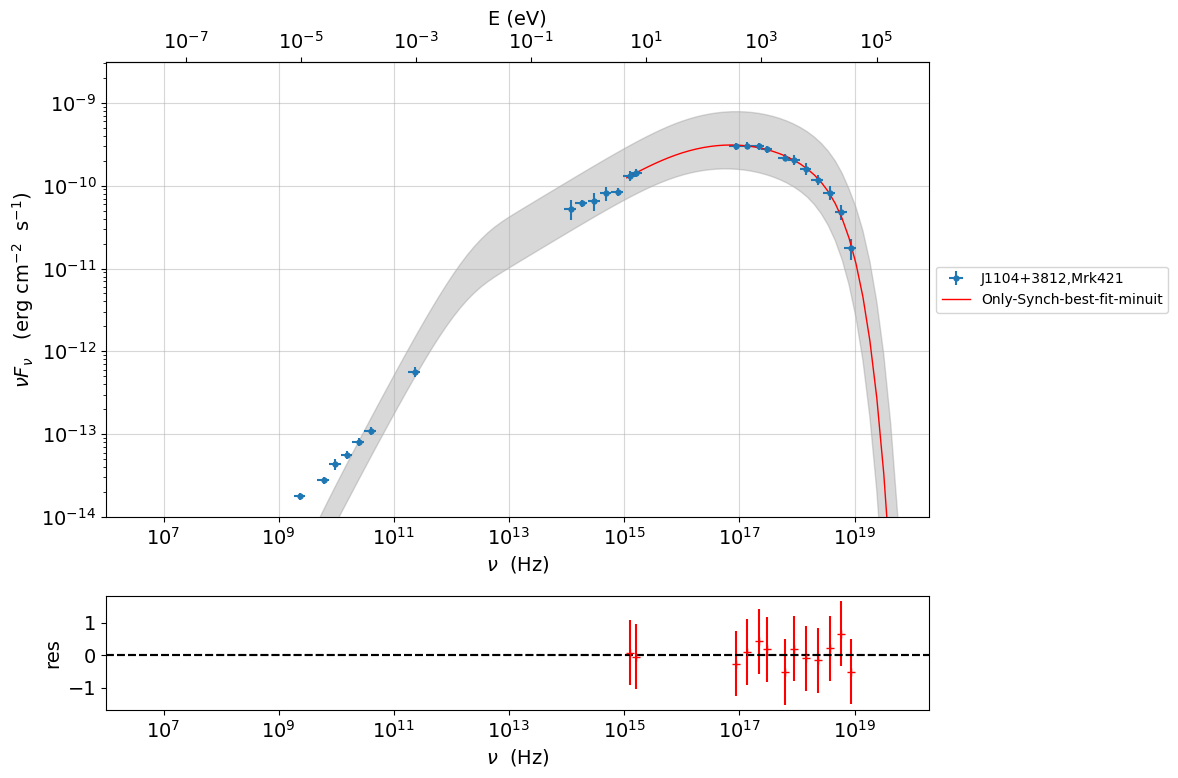 E (eV)
10⁻⁷ 10⁻⁵ 10⁻³ 10⁻¹ 10¹ 10³ 10⁵
νFν (erg cm⁻² s⁻¹)
10⁻⁹
10⁻¹⁰
10⁻¹¹
10⁻¹²
10⁻¹³
10⁻¹⁴
J1104+3812,Mrk421
Only-Synch-best-fit-minuit
10⁷ 10⁹ 10¹¹ 10¹³ 10¹⁵ 10¹⁷ 10¹⁹
ν (Hz)
res
1
0
−1
10⁷ 10⁹ 10¹¹ 10¹³ 10¹⁵ 10¹⁷ 10¹⁹
ν (Hz)